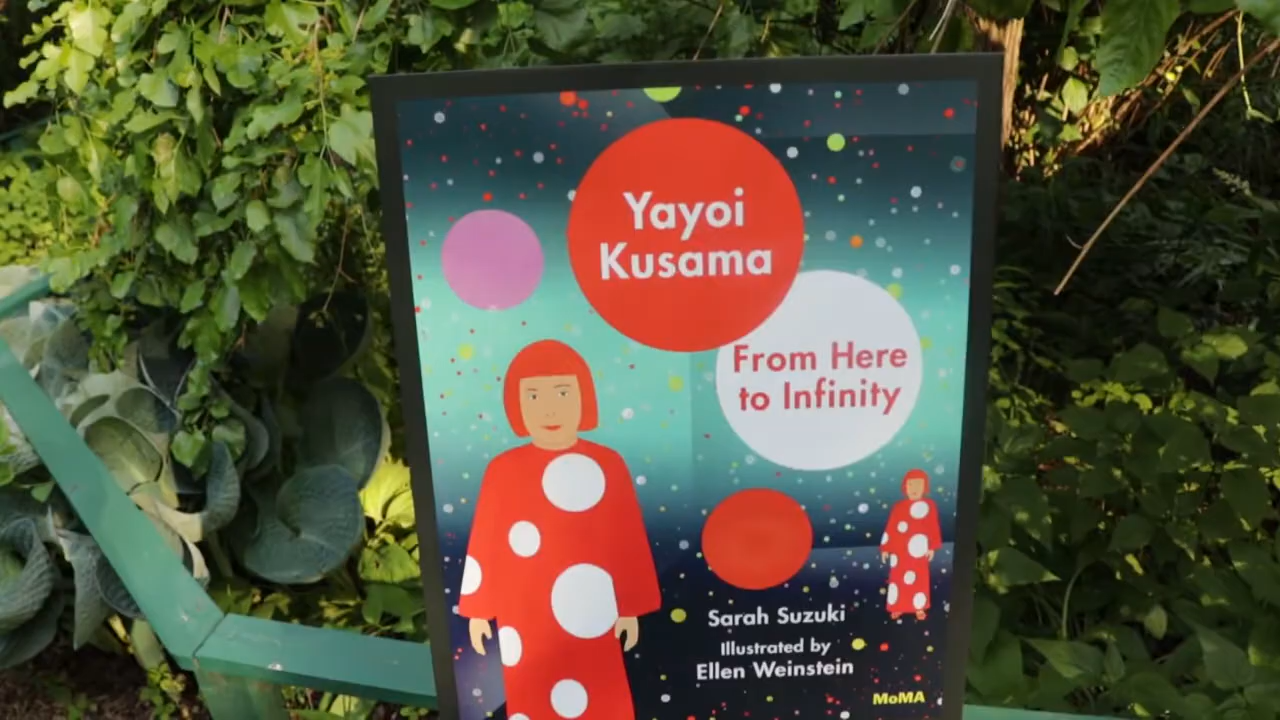 Yayoi
Kusama
From Here
to Infinity
Sarah Suzuki
Illustrated by
Ellen Weinstein
MoMA